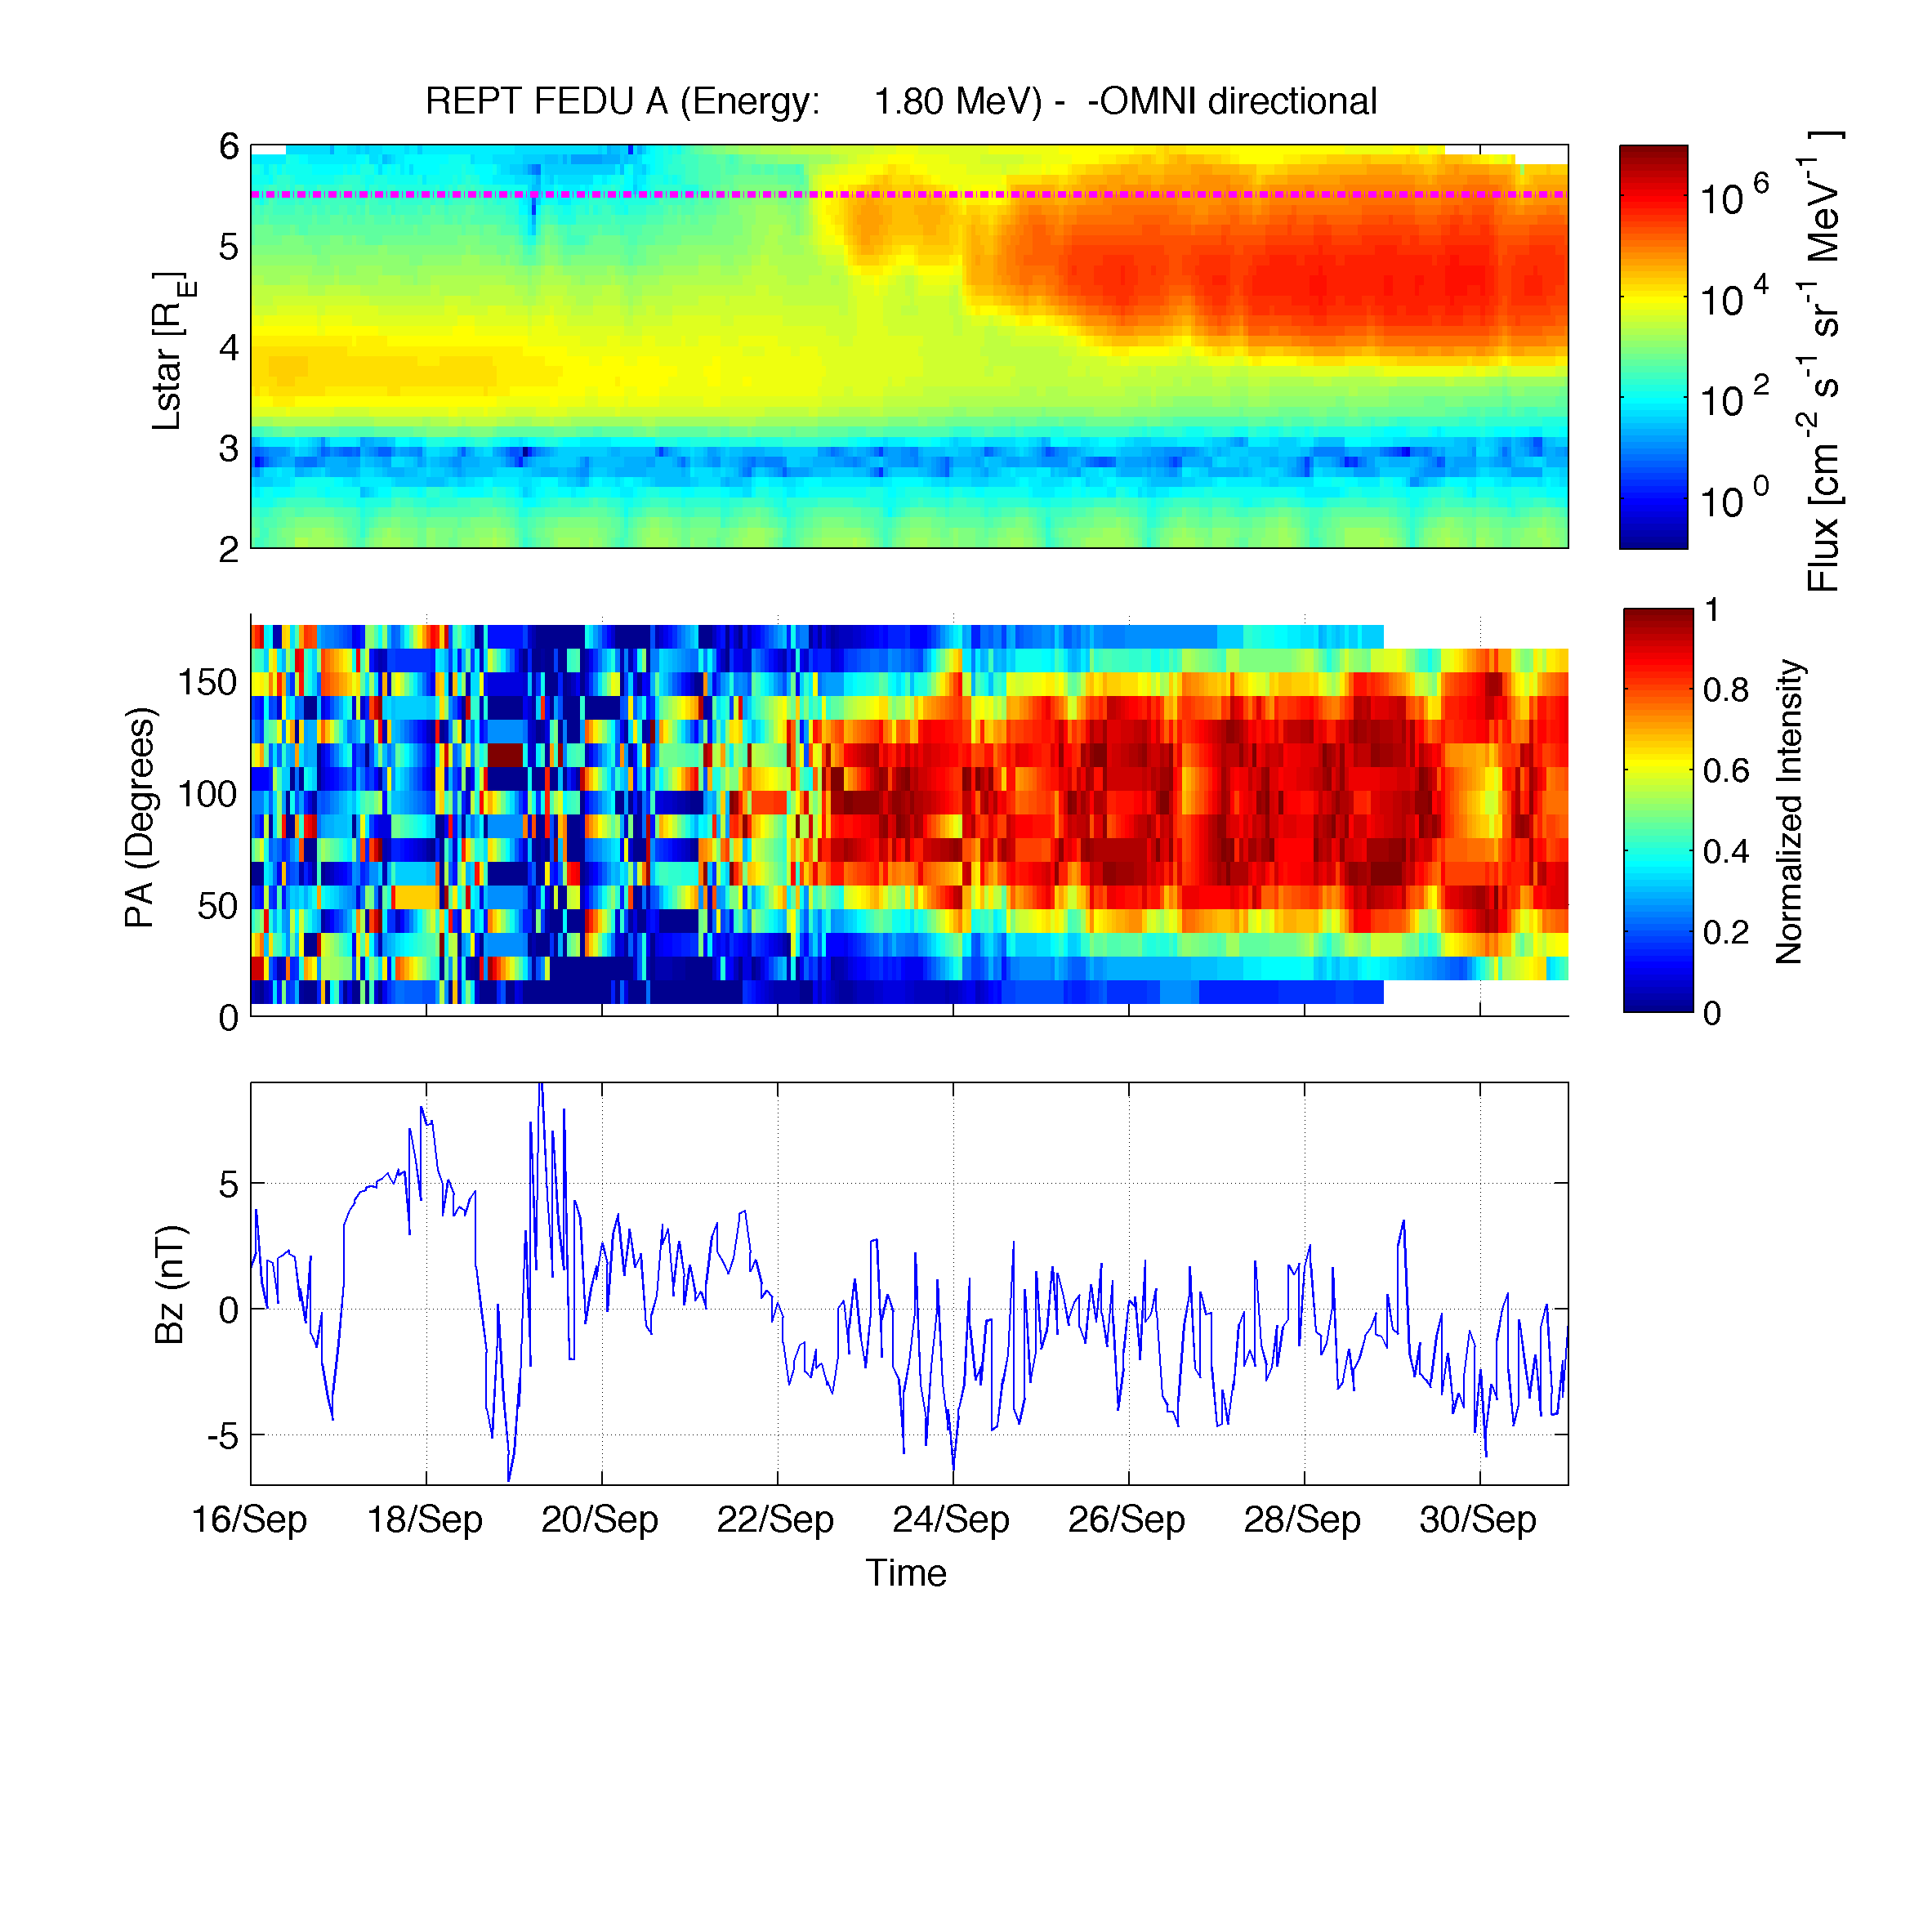 REPT FEDU A (Energy: 1.80 MeV) - -OMNI directional
6
5
4
3
2
Lstar [R_E]
10^6
10^4
10^2
10^0
Flux [cm^-2 s^-1 sr^-1 MeV^-1 ]
150
100
50
0
PA (Degrees)
1
0.8
0.6
0.4
0.2
0
Normalized Intensity
5
0
-5
Bz (nT)
16/Sep 18/Sep 20/Sep 22/Sep 24/Sep 26/Sep 28/Sep 30/Sep
Time